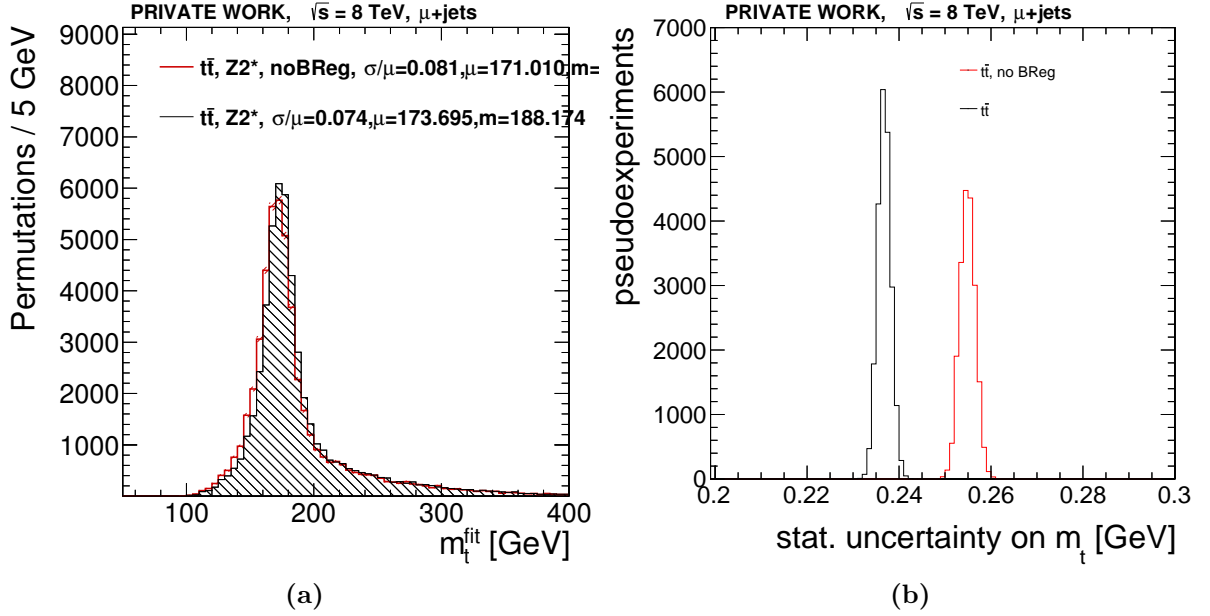 PRIVATE WORK, √s = 8 TeV, μ+jets
Permutations / 5 GeV
9000
8000
7000
6000
5000
4000
3000
2000
1000
tt̄, Z2*, noBReg, σ/μ=0.081,μ=171.010,m=
tt̄, Z2*, σ/μ=0.074,μ=173.695,m=188.174
100 200 300 400
m_t^fit [GeV]
(a)
PRIVATE WORK, √s = 8 TeV, μ+jets
pseudoexperiments
7000
6000
5000
4000
3000
2000
1000
0
tt̄, no BReg
tt̄
0.2 0.22 0.24 0.26 0.28 0.3
stat. uncertainty on m_t [GeV]
(b)